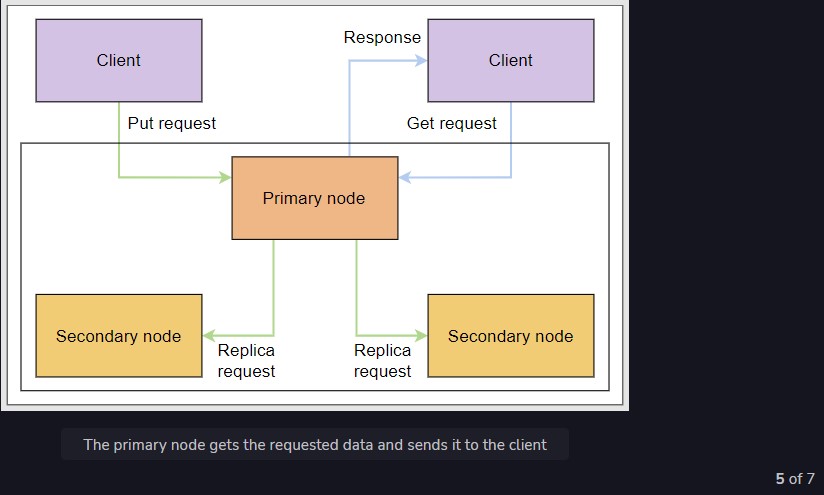 Response
Client
Client
Put request
Get request
Primary node
Secondary node
Secondary node
Replica
request
Replica
request
The primary node gets the requested data and sends it to the client
5 of 7